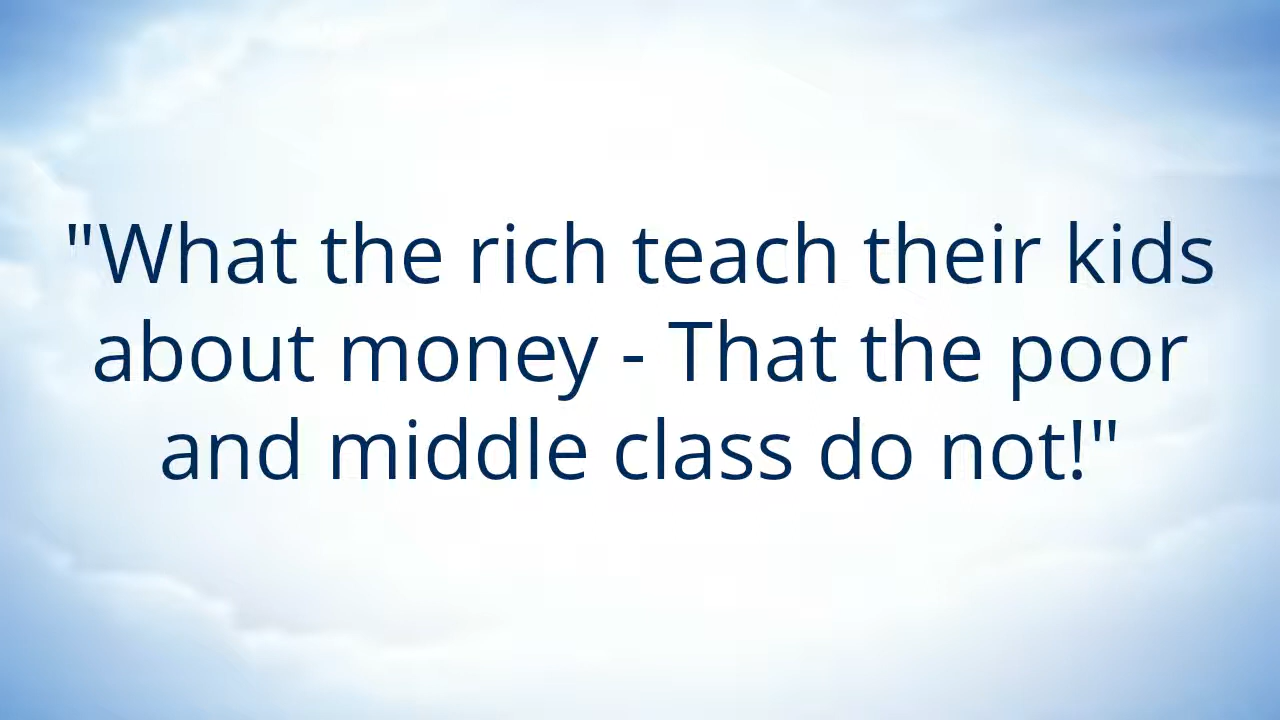 "What the rich teach their kids
about money - That the poor
and middle class do not!"